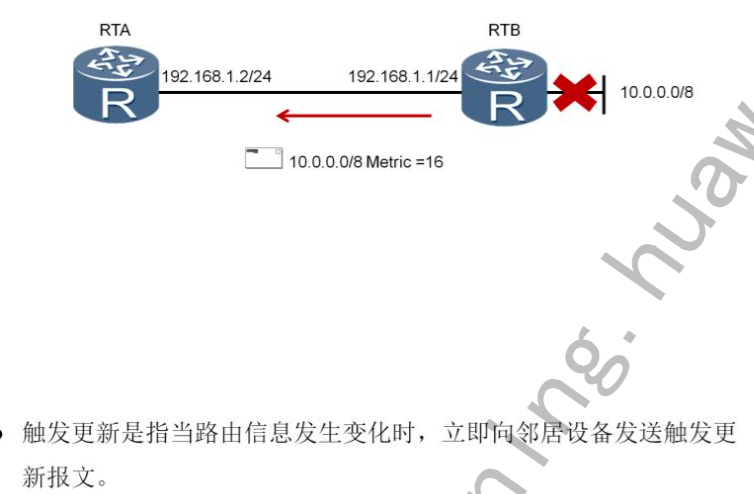 RTA
RTB
192.168.1.2/24
192.168.1.1/24
10.0.0.0/8
R
R
10.0.0.0/8 Metric =16
触发更新是指当路由信息发生变化时，立即向邻居设备发送触发更
新报文。
ning. huaw